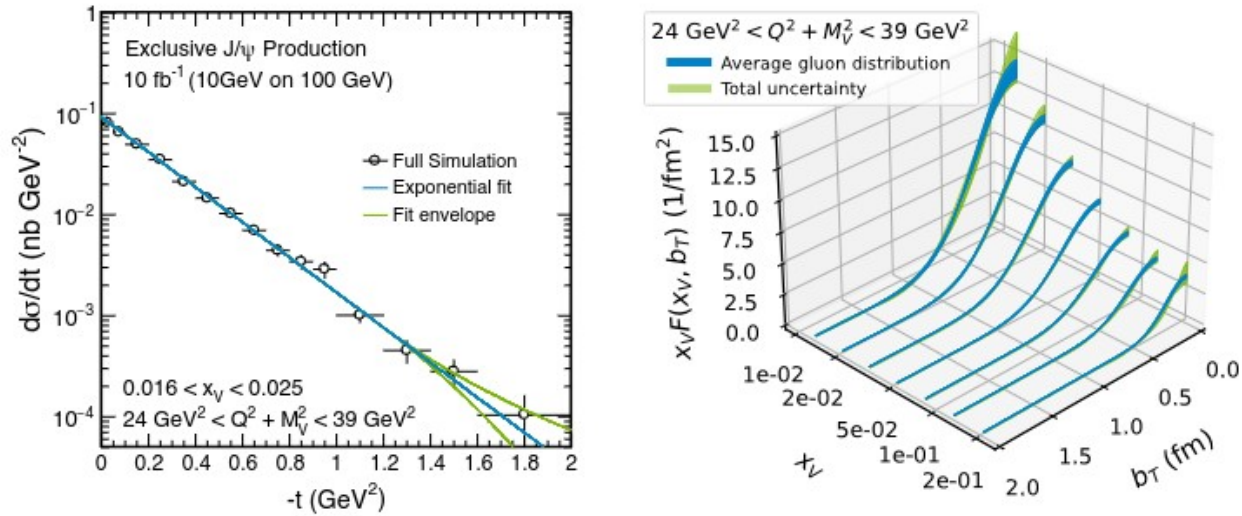 Exclusive J/ψ Production
10 fb⁻¹ (10GeV on 100 GeV)
Full Simulation
Exponential fit
Fit envelope
0.016 < x_V < 0.025
24 GeV² < Q² + M_V² < 39 GeV²
dσ/dt (nb GeV⁻²)
1
10⁻¹
10⁻²
10⁻³
10⁻⁴
0 0.2 0.4 0.6 0.8 1 1.2 1.4 1.6 1.8 2
-t (GeV²)
24 GeV² < Q² + M_V² < 39 GeV²
Average gluon distribution
Total uncertainty
x_V F(x_V, b_T) (1/fm²)
15.0
12.5
10.0
7.5
5.0
2.5
0.0
1e-02
2e-02
5e-02
1e-01
2e-01
x_V
0.0
0.5
1.0
1.5
2.0
b_T (fm)